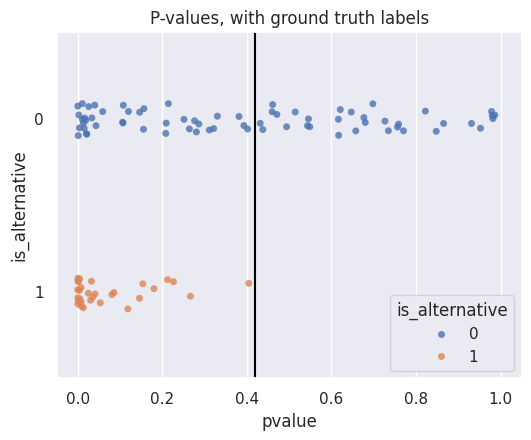 P-values, with ground truth labels
is_alternative
0
1
0.0 0.2 0.4 0.6 0.8 1.0
pvalue
is_alternative
0
1